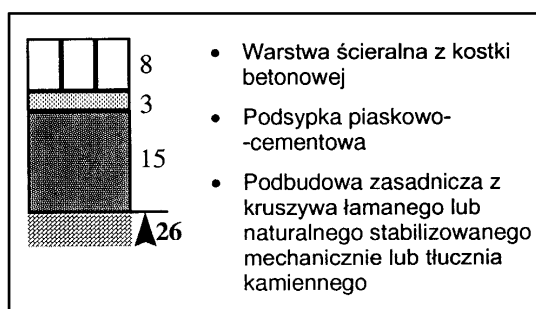 8
3
15
26
• Warstwa ścieralna z kostki
betonowej
• Podsypka piaskowo-
-cementowa
• Podbudowa zasadnicza z
kruszywa łamanego lub
naturalnego stabilizowanego
mechanicznie lub tłucznia
kamiennego